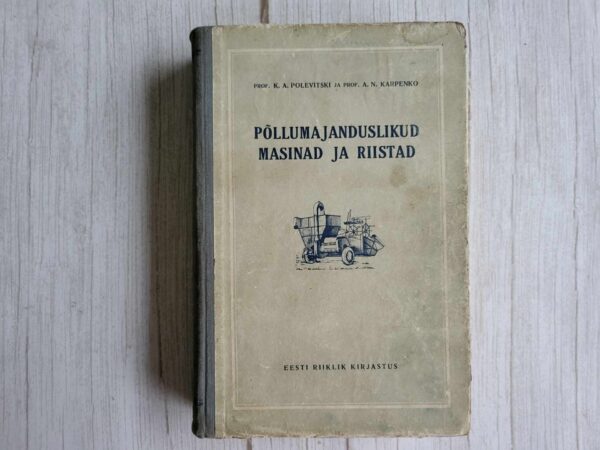 PROF. K. A. POLEVITSKI JA PROF. A. N. KARPENKO
PÕLLUMAJANDUSLIKUD
MASINAD JA RIISTAD
EESTI RIIKLIK KIRJASTUS